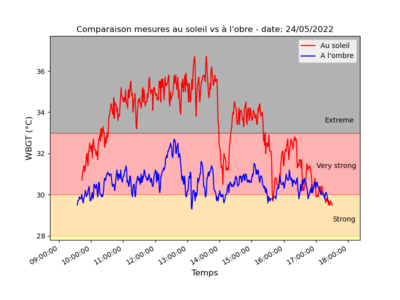 Comparaison mesures au soleil vs à l'obre - date: 24/05/2022
Au soleil
A l'ombre
36
34
32
30
28
WBGT (°C)
Extreme
Very strong
Strong
09:00:00
10:00:00
11:00:00
12:00:00
13:00:00
14:00:00
15:00:00
16:00:00
17:00:00
18:00:00
Temps